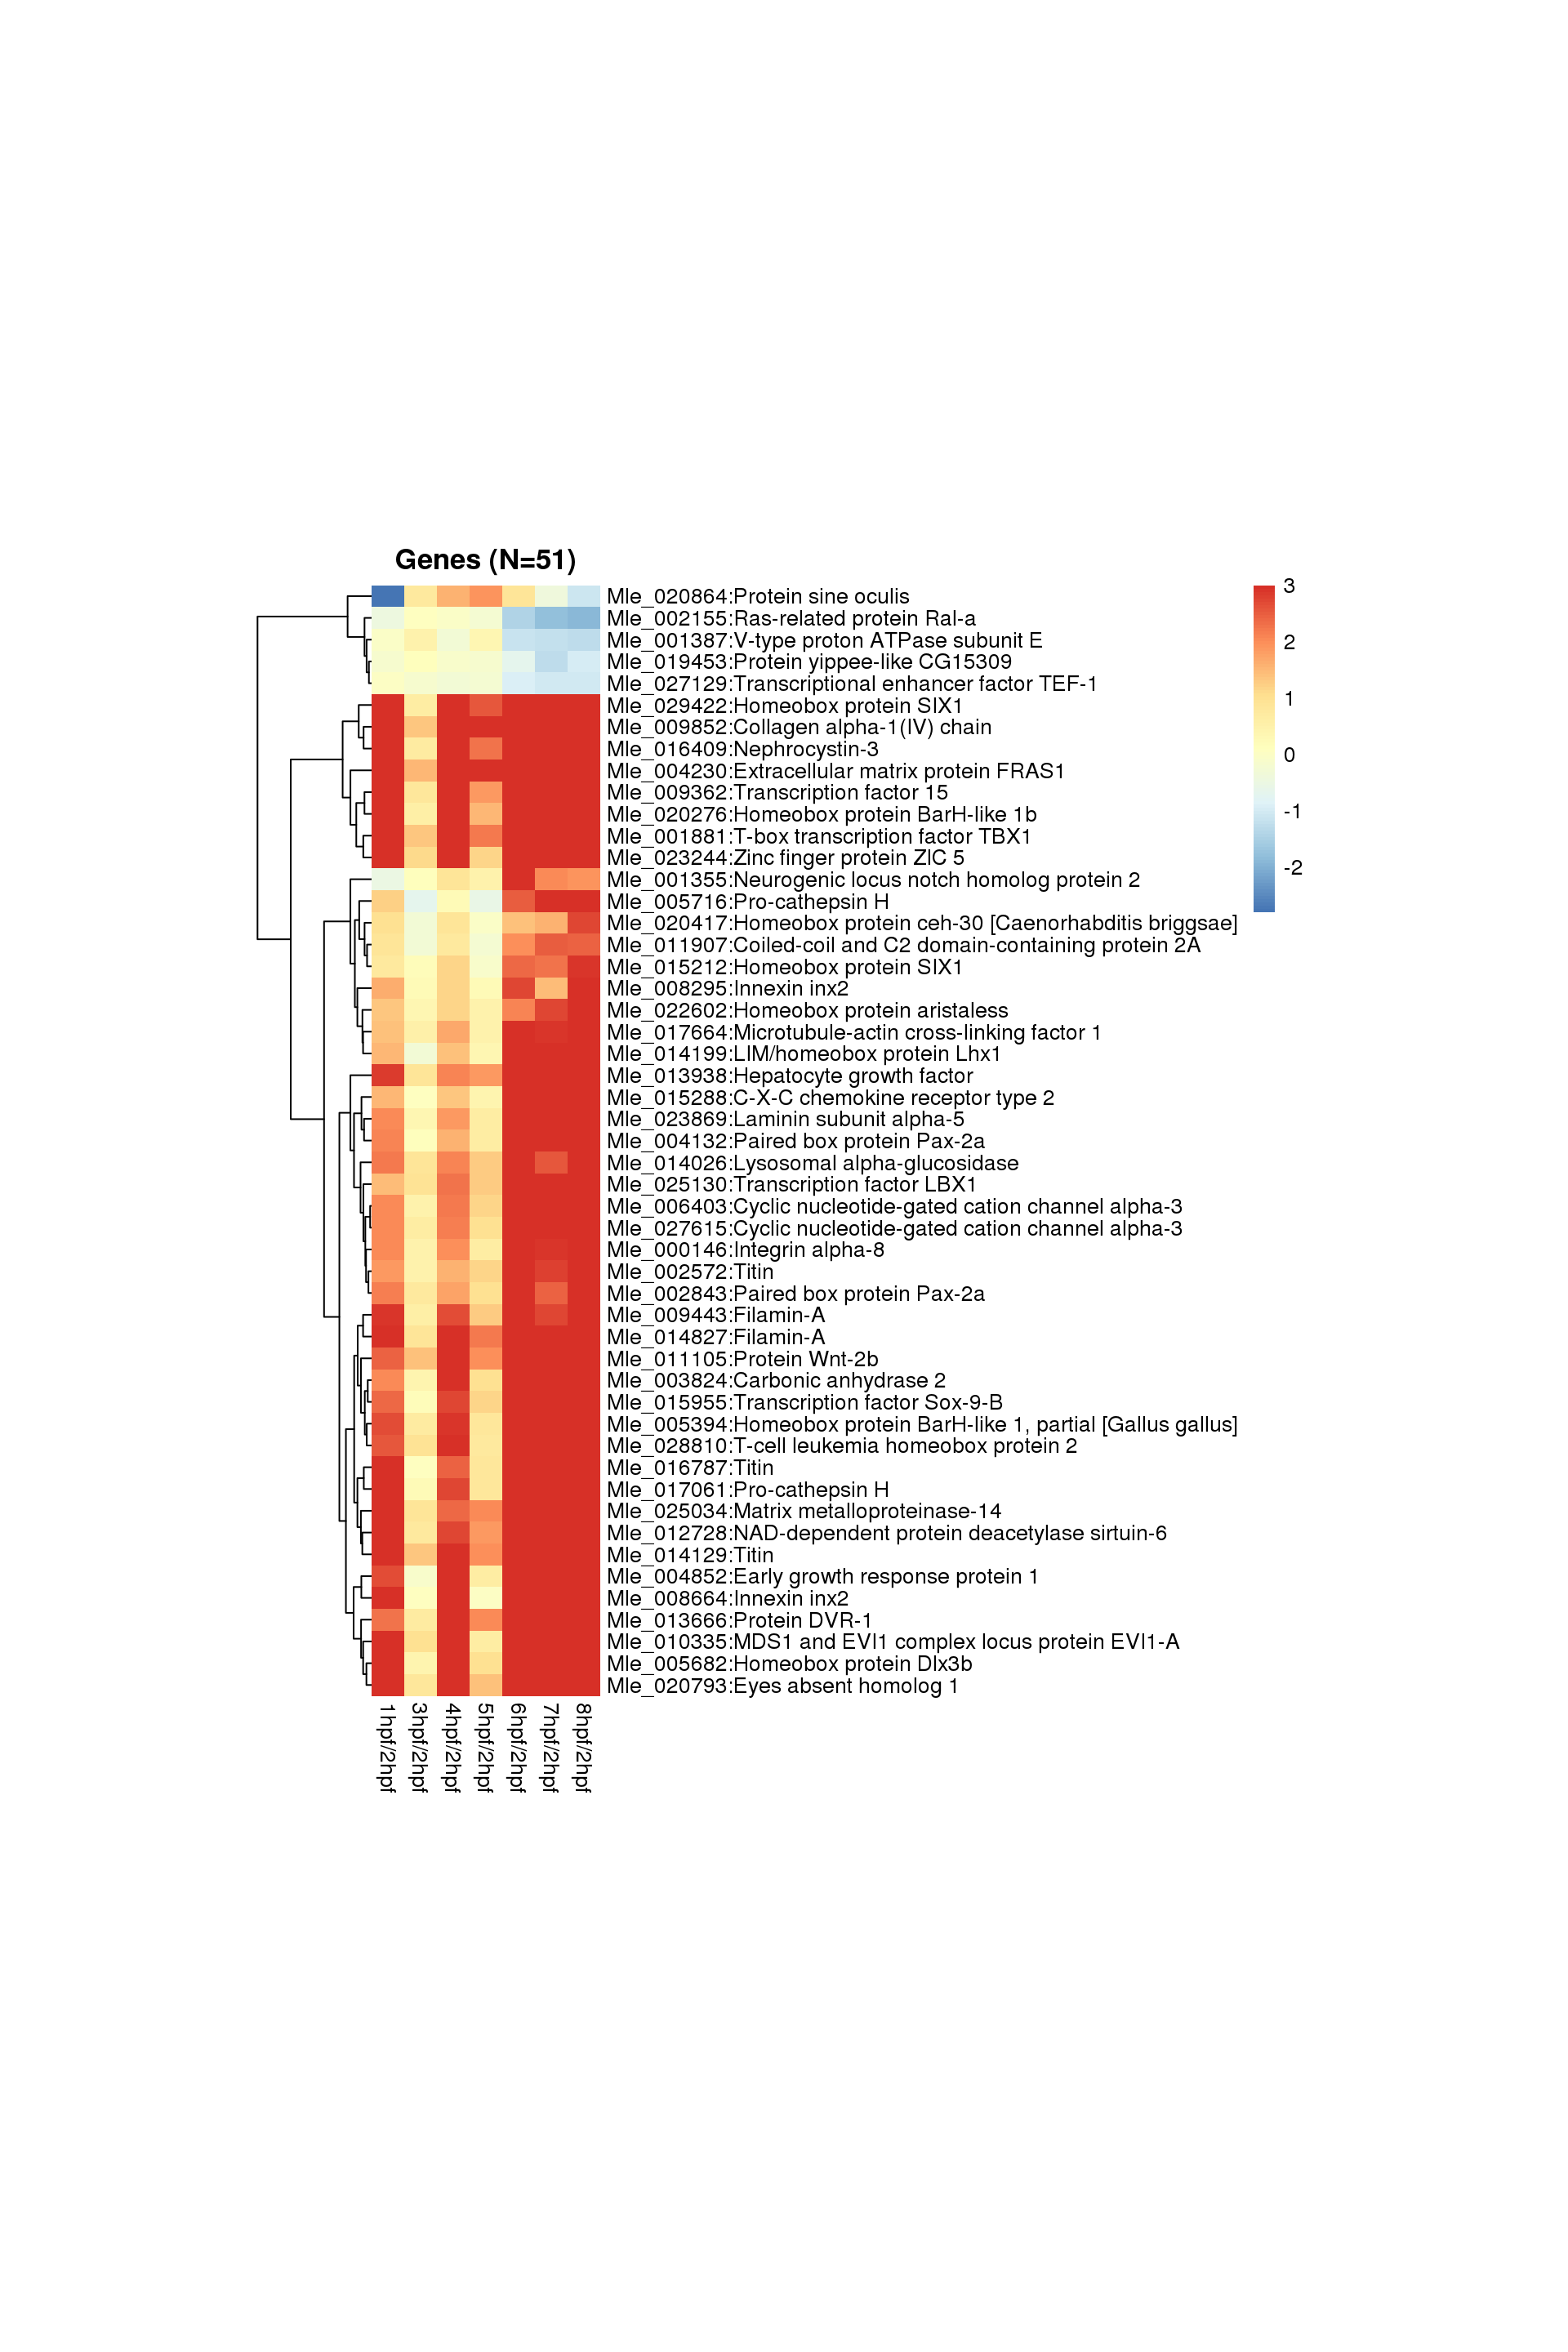 Genes (N=51)
Mle_020864:Protein sine oculis
Mle_002155:Ras-related protein Ral-a
Mle_001387:V-type proton ATPase subunit E
Mle_019453:Protein yippee-like CG15309
Mle_027129:Transcriptional enhancer factor TEF-1
Mle_029422:Homeobox protein SIX1
Mle_009852:Collagen alpha-1(IV) chain
Mle_016409:Nephrocystin-3
Mle_004230:Extracellular matrix protein FRAS1
Mle_009362:Transcription factor 15
Mle_020276:Homeobox protein BarH-like 1b
Mle_001881:T-box transcription factor TBX1
Mle_023244:Zinc finger protein ZIC 5
Mle_001355:Neurogenic locus notch homolog protein 2
Mle_005716:Pro-cathepsin H
Mle_020417:Homeobox protein ceh-30 [Caenorhabditis briggsae]
Mle_011907:Coiled-coil and C2 domain-containing protein 2A
Mle_015212:Homeobox protein SIX1
Mle_008295:Innexin inx2
Mle_022602:Homeobox protein aristaless
Mle_017664:Microtubule-actin cross-linking factor 1
Mle_014199:LIM/homeobox protein Lhx1
Mle_013938:Hepatocyte growth factor
Mle_015288:C-X-C chemokine receptor type 2
Mle_023869:Laminin subunit alpha-5
Mle_004132:Paired box protein Pax-2a
Mle_014026:Lysosomal alpha-glucosidase
Mle_025130:Transcription factor LBX1
Mle_006403:Cyclic nucleotide-gated cation channel alpha-3
Mle_027615:Cyclic nucleotide-gated cation channel alpha-3
Mle_000146:Integrin alpha-8
Mle_002572:Titin
Mle_002843:Paired box protein Pax-2a
Mle_009443:Filamin-A
Mle_014827:Filamin-A
Mle_011105:Protein Wnt-2b
Mle_003824:Carbonic anhydrase 2
Mle_015955:Transcription factor Sox-9-B
Mle_005394:Homeobox protein BarH-like 1, partial [Gallus gallus]
Mle_028810:T-cell leukemia homeobox protein 2
Mle_016787:Titin
Mle_017061:Pro-cathepsin H
Mle_025034:Matrix metalloproteinase-14
Mle_012728:NAD-dependent protein deacetylase sirtuin-6
Mle_014129:Titin
Mle_004852:Early growth response protein 1
Mle_008664:Innexin inx2
Mle_013666:Protein DVR-1
Mle_010335:MDS1 and EVI1 complex locus protein EVI1-A
Mle_005682:Homeobox protein Dlx3b
Mle_020793:Eyes absent homolog 1
1hpf/2hpf
3hpf/2hpf
4hpf/2hpf
5hpf/2hpf
6hpf/2hpf
7hpf/2hpf
8hpf/2hpf
3
2
1
0
-1
-2